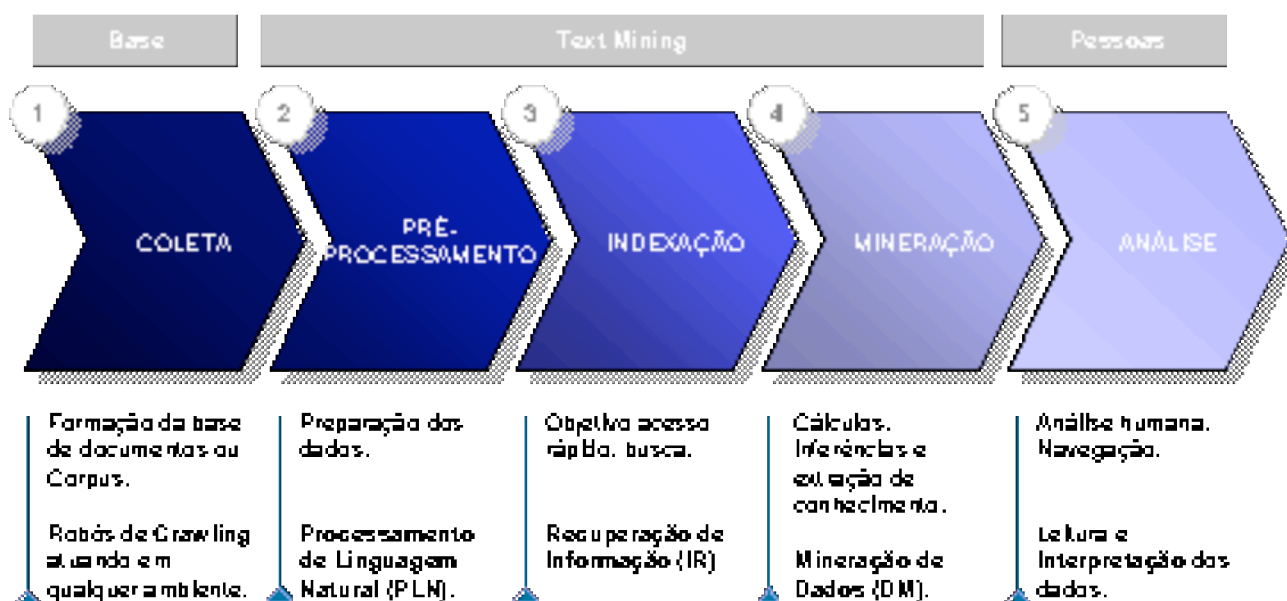 Base
Text Mining
Pessoas
1
2
3
4
5
COLETA
PRÉ-
PROCESSAMENTO
INDEXAÇÃO
MINERAÇÃO
ANÁLISE
Formação da base
de documentos ou
Corpus.
Robôs de Crawling
atuando em
qualquer ambiente.
Preparação dos
dados.
Processamento
de Linguagem
Natural (PLN).
Objetivo acesso
rápido, busca.
Recuperação de
Informação (IR)
Cálculos.
Inferências e
extração de
conhecimento.
Mineração de
Dados (DM).
Análise humana.
Navegação.
Leitura e
Interpretação dos
dados.